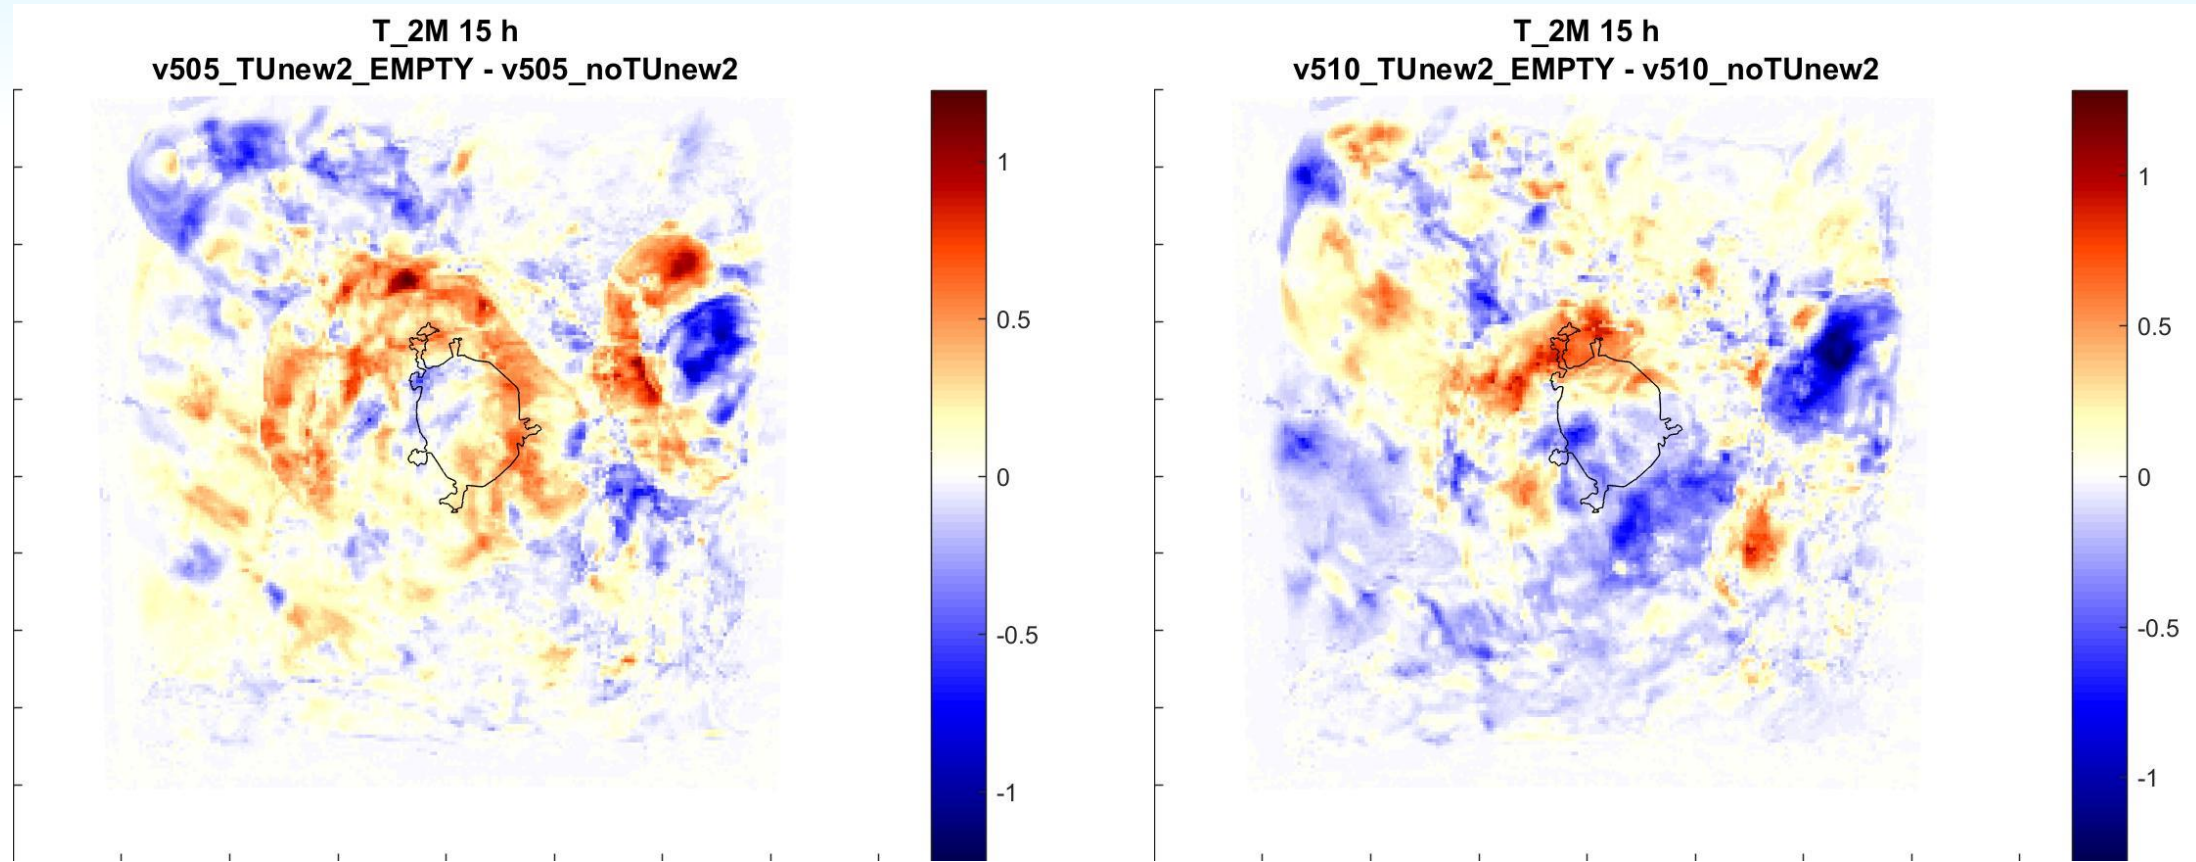 T_2M 15 h
v505_TUnew2_EMPTY - v505_noTUnew2
1
0.5
0
-0.5
-1
T_2M 15 h
v510_TUnew2_EMPTY - v510_noTUnew2
1
0.5
0
-0.5
-1